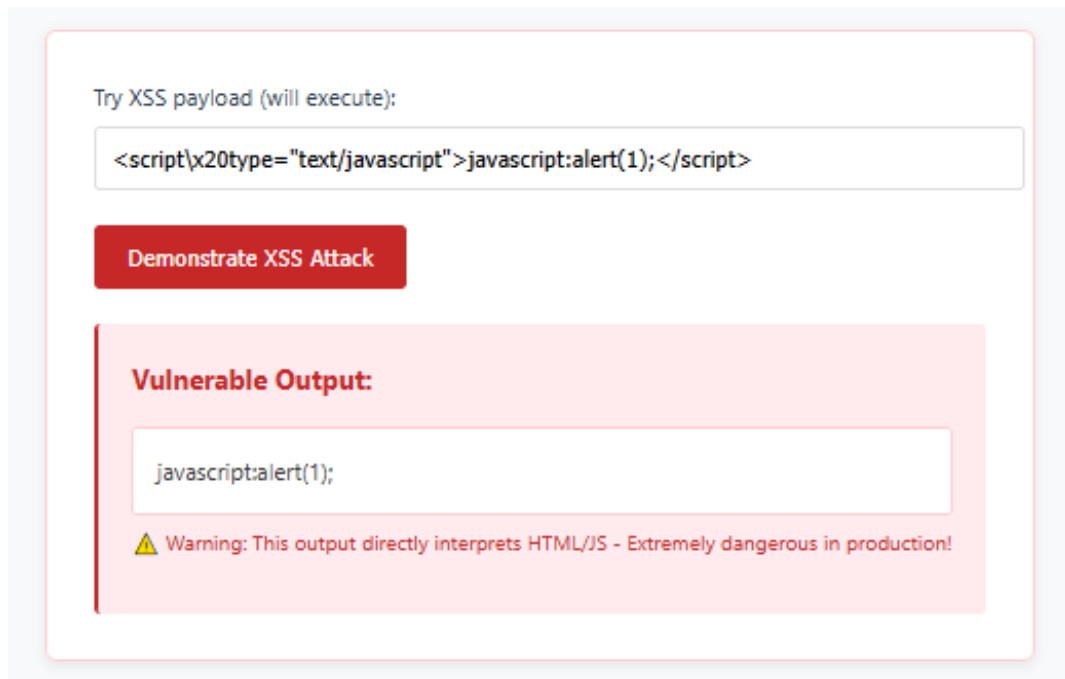 Try XSS payload (will execute):
<script\x20type="text/javascript">javascript:alert(1);</script>
Demonstrate XSS Attack
Vulnerable Output:
javascript:alert(1);
⚠ Warning: This output directly interprets HTML/JS - Extremely dangerous in production!